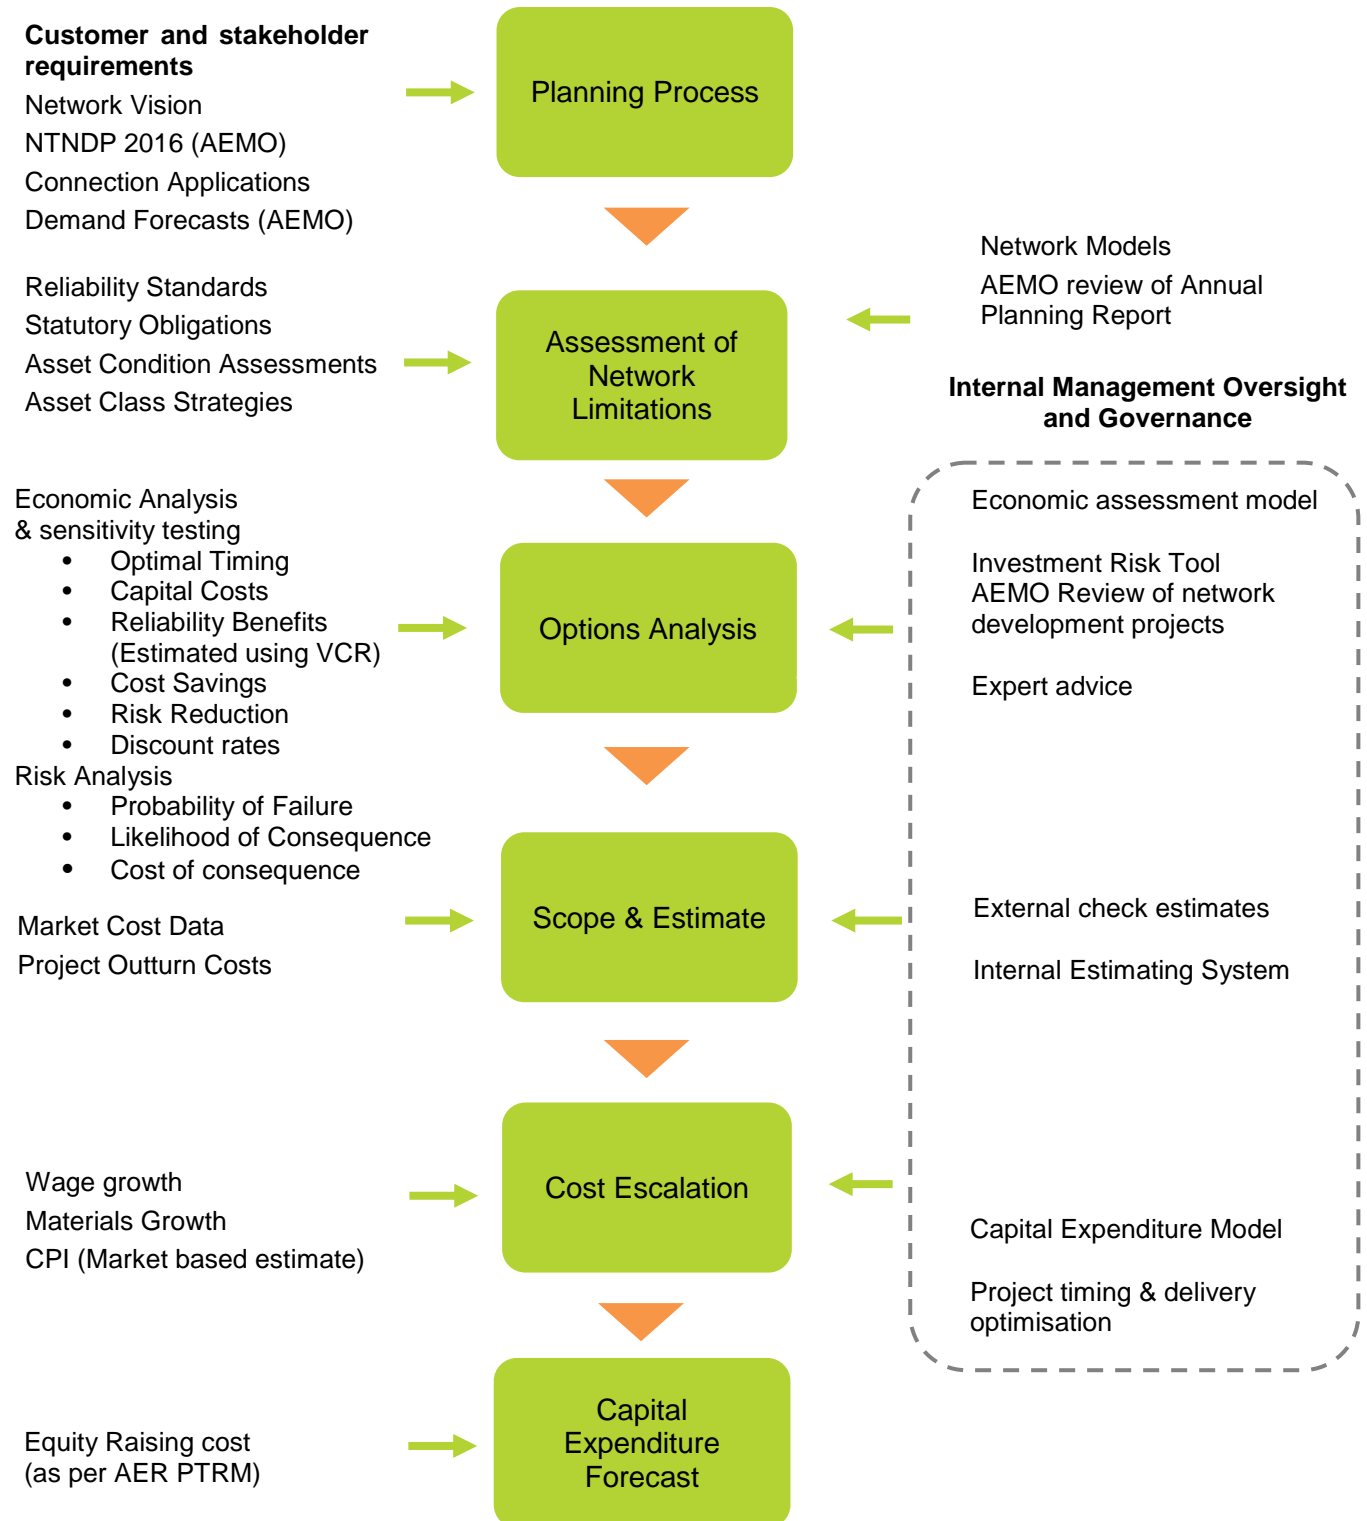 Customer and stakeholder
requirements
Network Vision
NTNDP 2016 (AEMO)
Connection Applications
Demand Forecasts (AEMO)
Planning Process
Reliability Standards
Statutory Obligations
Asset Condition Assessments
Asset Class Strategies
Assessment of
Network
Limitations
Network Models
AEMO review of Annual
Planning Report
Internal Management Oversight
and Governance
Economic Analysis
& sensitivity testing
• Optimal Timing
• Capital Costs
• Reliability Benefits
(Estimated using VCR)
• Cost Savings
• Risk Reduction
• Discount rates
Risk Analysis
• Probability of Failure
• Likelihood of Consequence
• Cost of consequence
Options Analysis
Economic assessment model
Investment Risk Tool
AEMO Review of network
development projects
Expert advice
Market Cost Data
Project Outturn Costs
Scope & Estimate
External check estimates
Internal Estimating System
Wage growth
Materials Growth
CPI (Market based estimate)
Cost Escalation
Capital Expenditure Model
Project timing & delivery
optimisation
Equity Raising cost
(as per AER PTRM)
Capital
Expenditure
Forecast